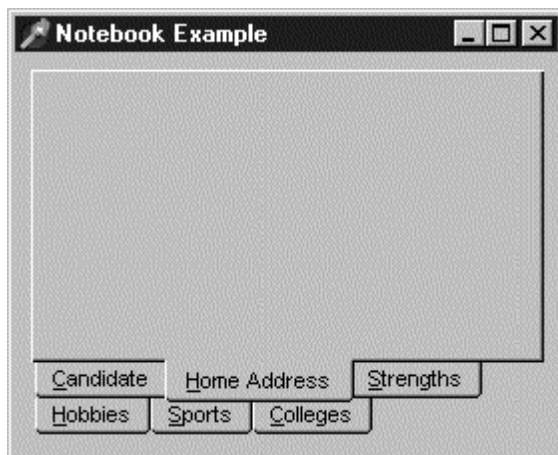 Notebook Example
Candidate Home Address Strengths
Hobbies Sports Colleges